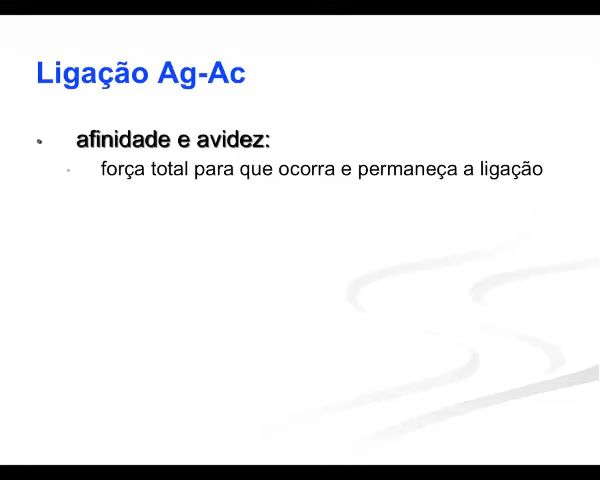 Ligação Ag-Ac
• afinidade e avidez:
• força total para que ocorra e permaneça a ligação